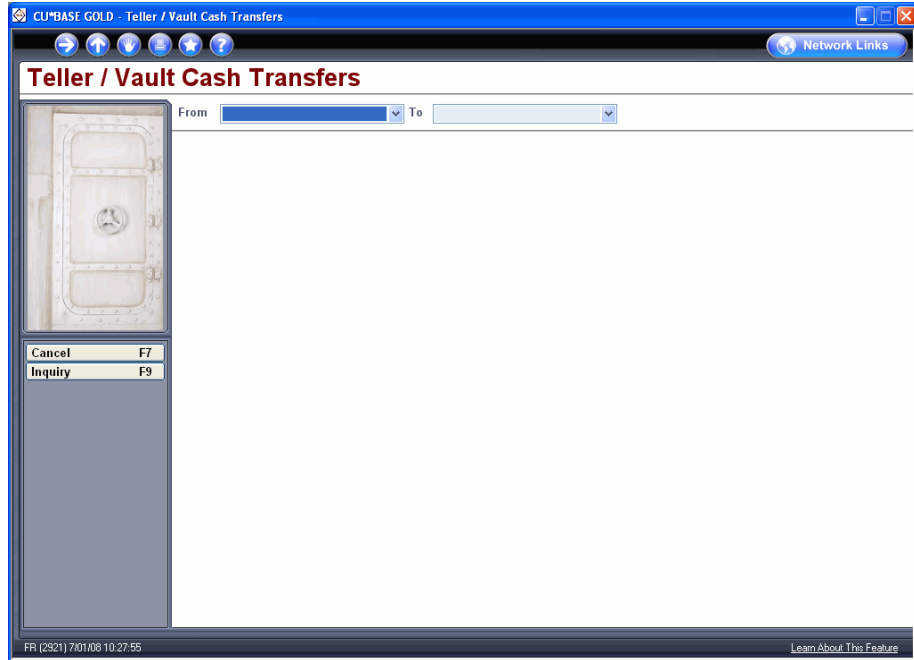 CU*BASE GOLD - Teller / Vault Cash Transfers
Network Links
Teller / Vault Cash Transfers
From To
Cancel F7
Inquiry F9
FR (2921) 7/01/08 10:27:55 Learn About This Feature